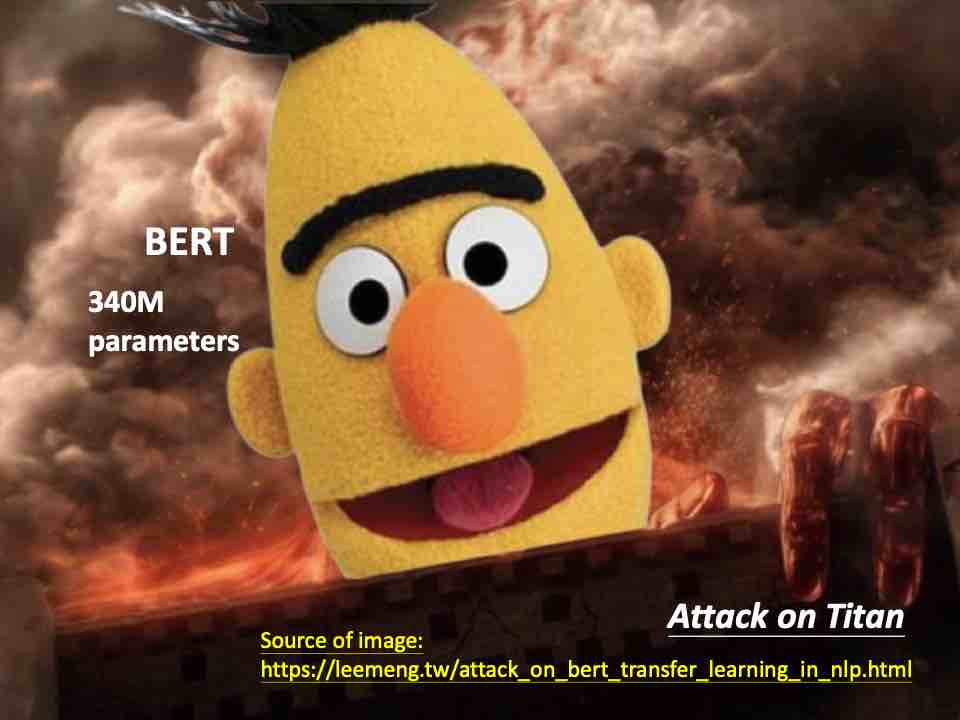 BERT
340M
parameters
Attack on Titan
Source of image:
https://leemeng.tw/attack_on_bert_transfer_learning_in_nlp.html